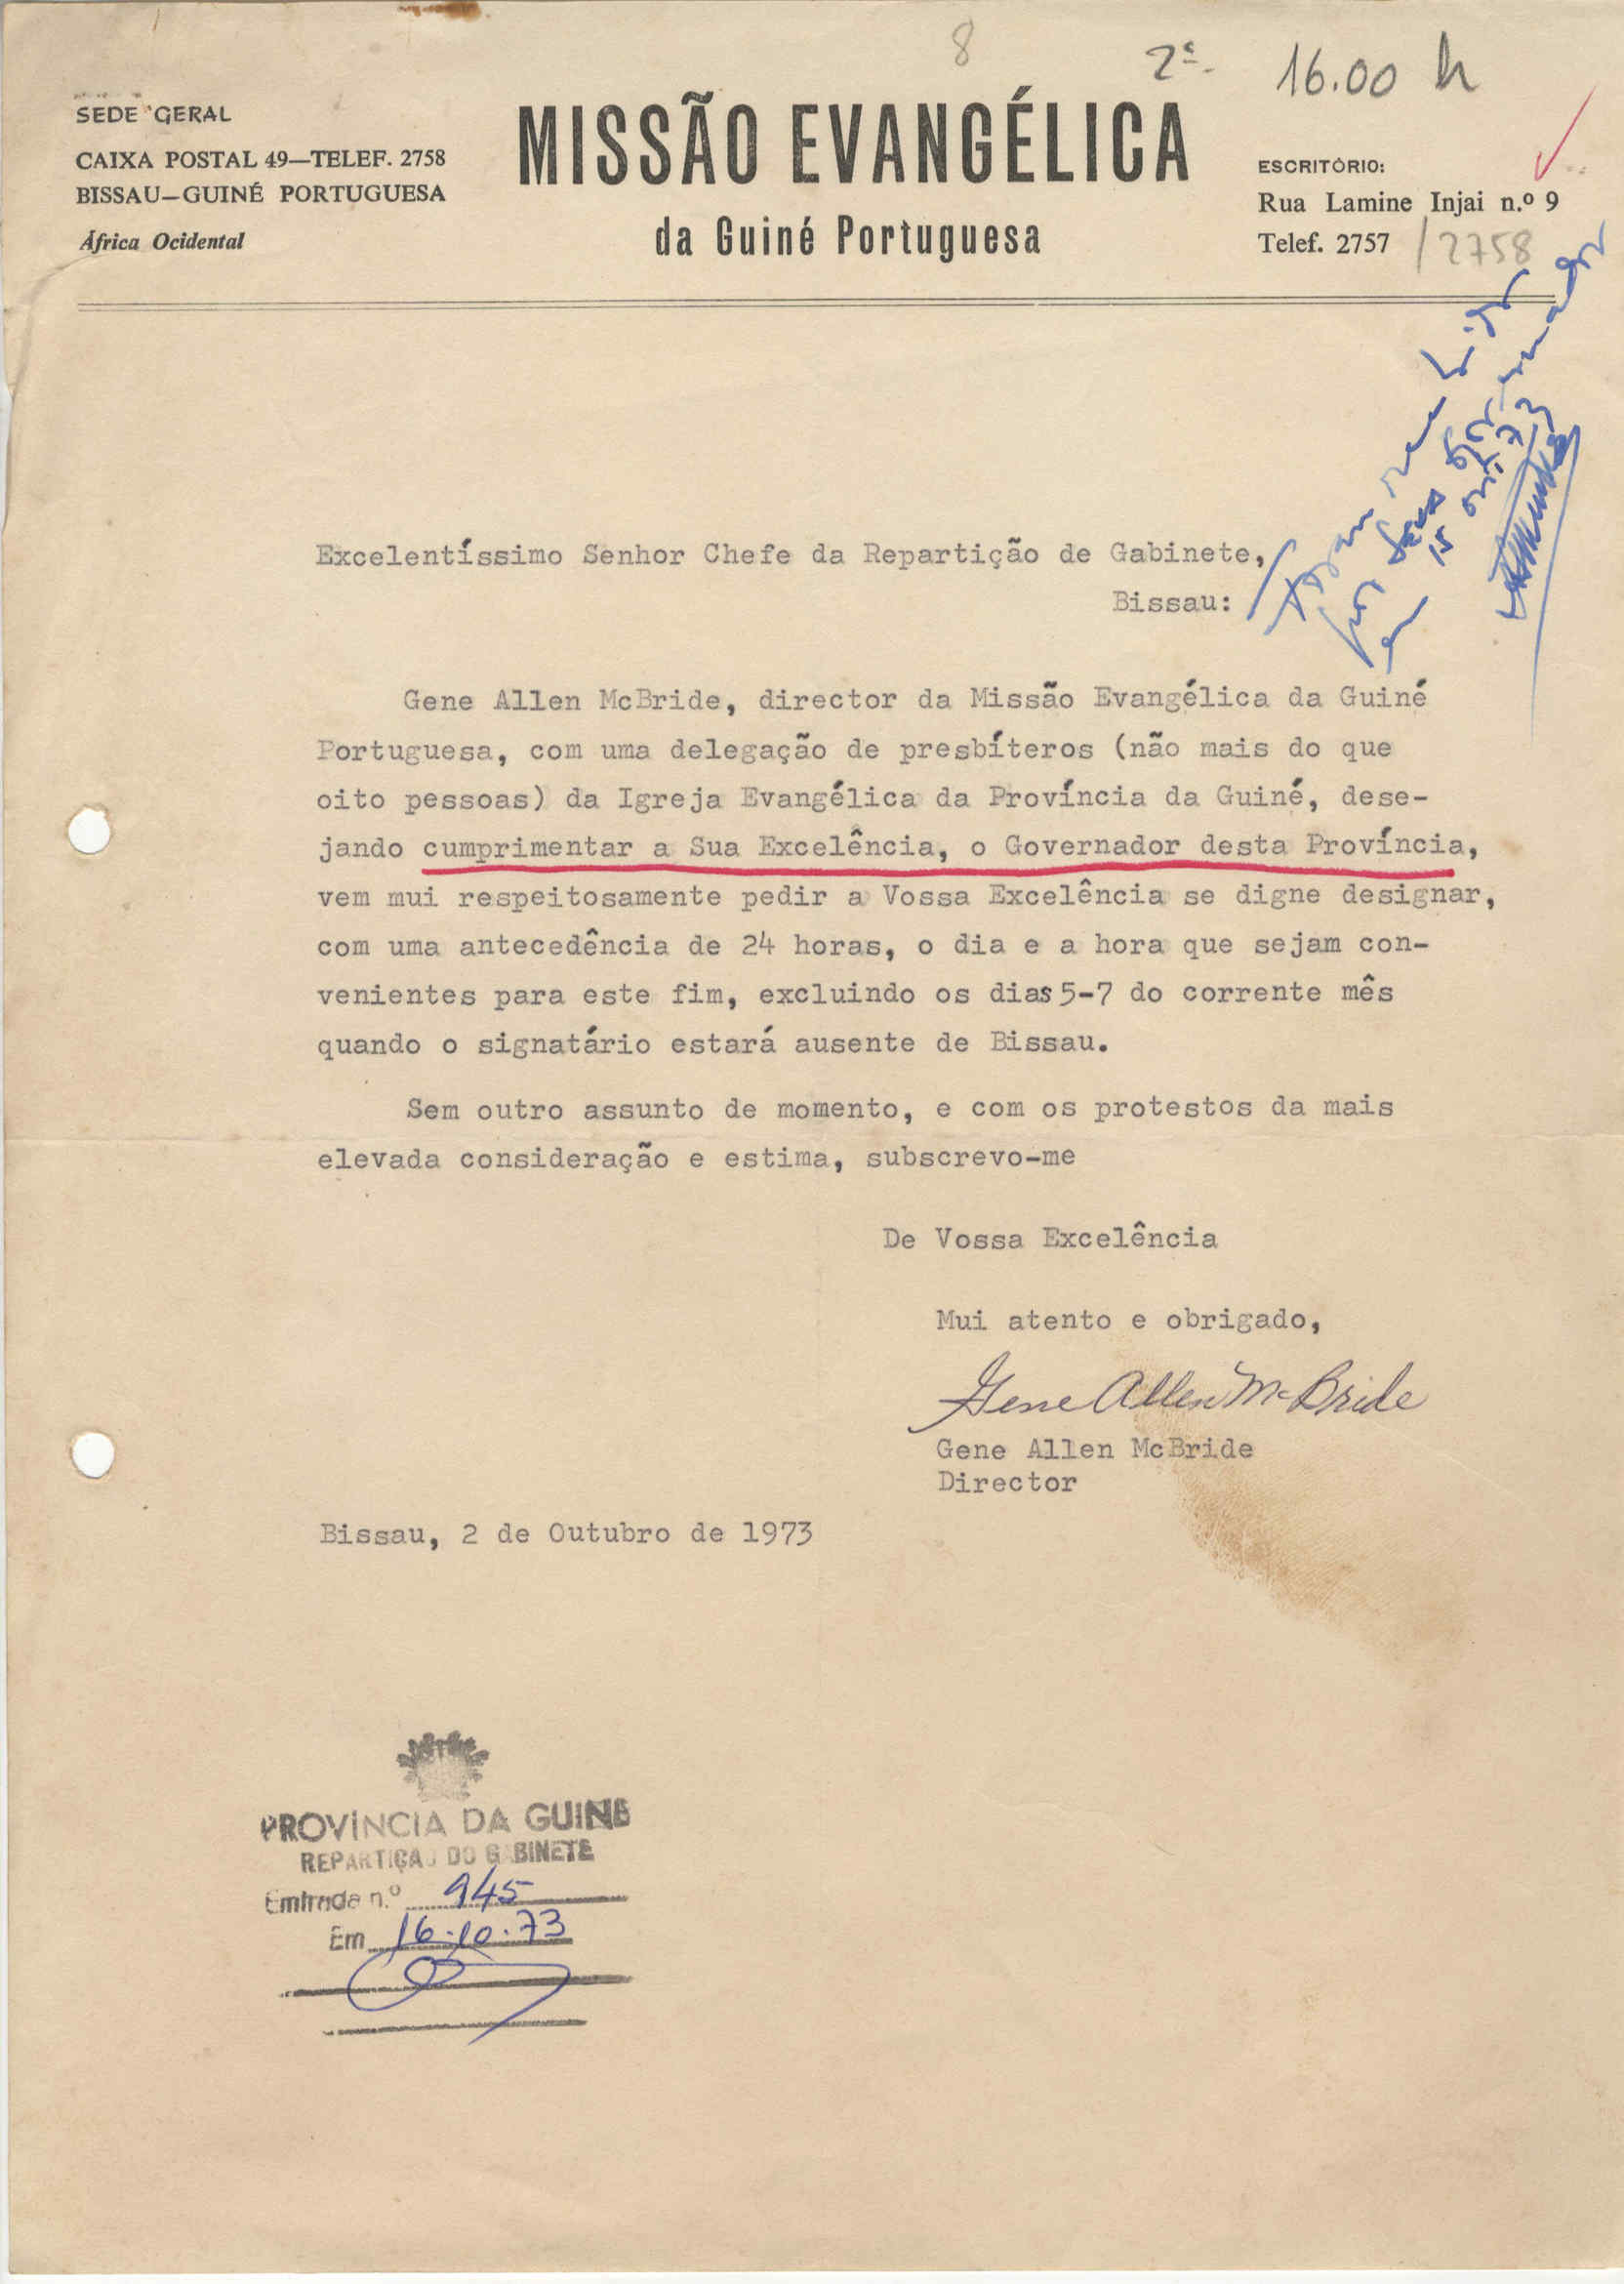 8
2ª. 16.00 h
SEDE GERAL
CAIXA POSTAL 49—TELEF. 2758
BISSAU—GUINÉ PORTUGUESA
África Ocidental
MISSÃO EVANGÉLICA
da Guiné Portuguesa
ESCRITÓRIO:
Rua Lamine Injai n.º 9
Telef. 2757 / 2758
15 out. 73
Excelentíssimo Senhor Chefe da Repartição de Gabinete,
Bissau:
Gene Allen McBride, director da Missão Evangélica da Guiné
Portuguesa, com uma delegação de presbíteros (não mais do que
oito pessoas) da Igreja Evangélica da Província da Guiné, dese-
jando cumprimentar a Sua Excelência, o Governador desta Província,
vem mui respeitosamente pedir a Vossa Excelência se digne designar,
com uma antecedência de 24 horas, o dia e a hora que sejam con-
venientes para este fim, excluindo os dias 5-7 do corrente mês
quando o signatário estará ausente de Bissau.
Sem outro assunto de momento, e com os protestos da mais
elevada consideração e estima, subscrevo-me
De Vossa Excelência
Mui atento e obrigado,
Gene Allen McBride
Gene Allen McBride
Director
Bissau, 2 de Outubro de 1973
PROVÍNCIA DA GUINÉ
REPARTIÇÃO DO GABINETE
Entrada n.º 945
Em 16.10.73